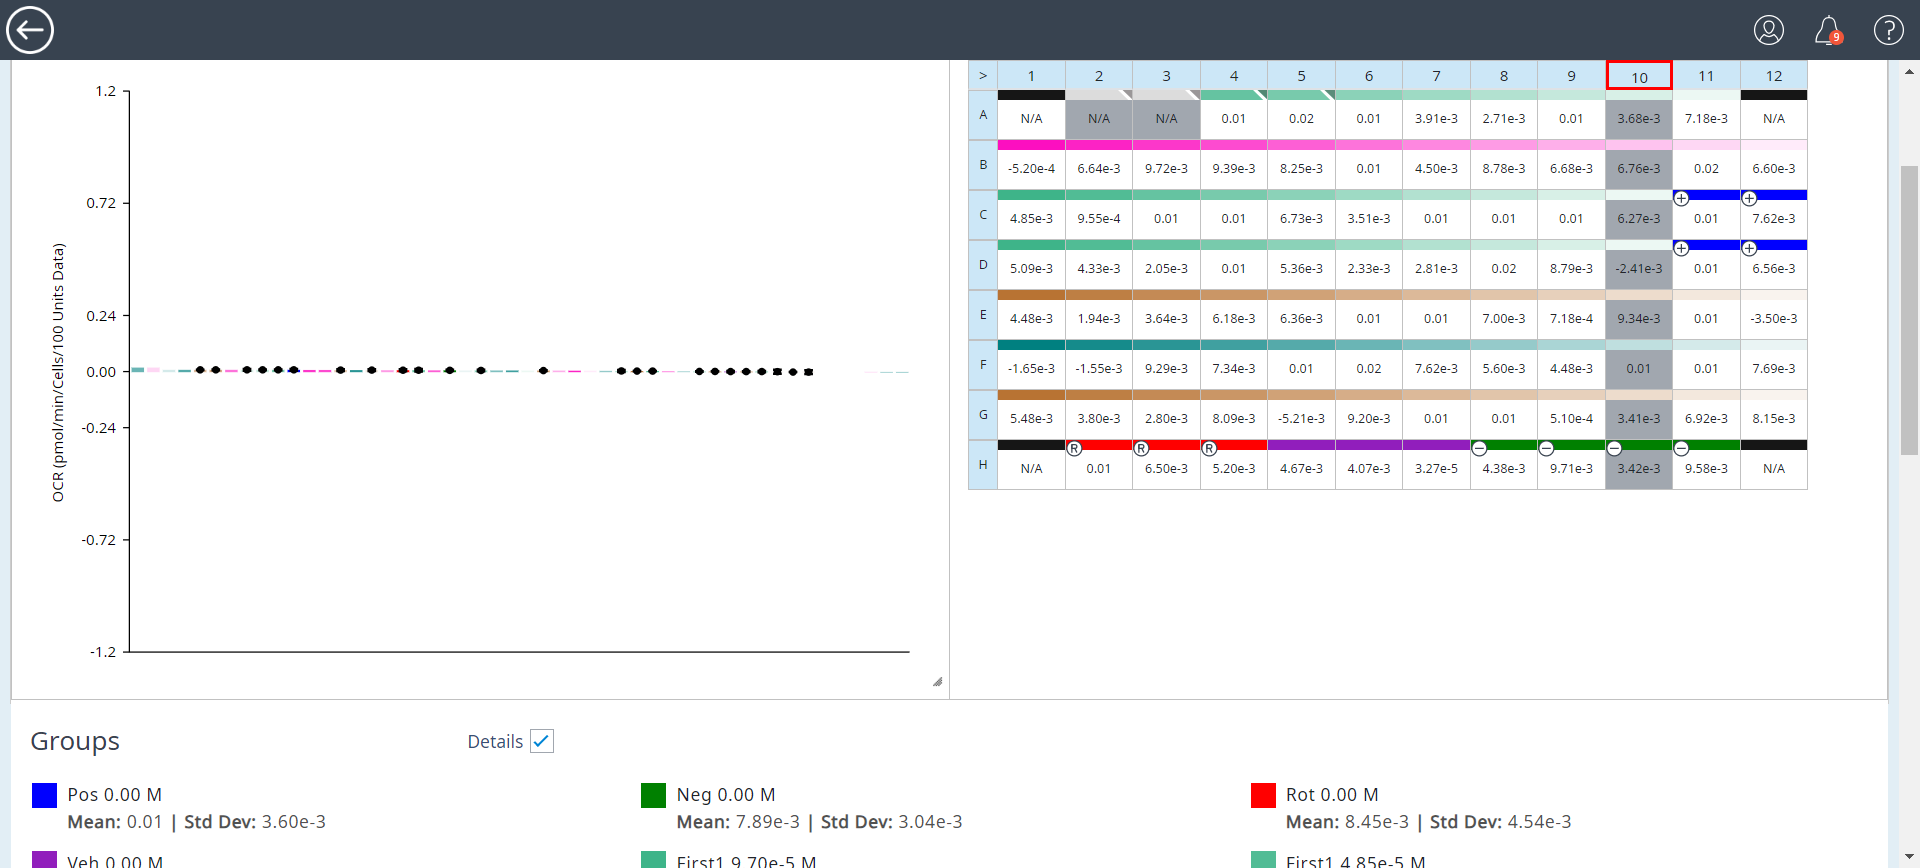 9
?
OCR (pmol/min/Cells/100 Units Data)
1.2
0.72
0.24
0.00
-0.24
-0.72
-1.2
> 1 2 3 4 5 6 7 8 9 10 11 12
A N/A N/A N/A 0.01 0.02 0.01 3.91e-3 2.71e-3 0.01 3.68e-3 7.18e-3 N/A
B -5.20e-4 6.64e-3 9.72e-3 9.39e-3 8.25e-3 0.01 4.50e-3 8.78e-3 6.68e-3 6.76e-3 0.02 6.60e-3
+ +
C 4.85e-3 9.55e-4 0.01 0.01 6.73e-3 3.51e-3 0.01 0.01 0.01 6.27e-3 0.01 7.62e-3
+ +
D 5.09e-3 4.33e-3 2.05e-3 0.01 5.36e-3 2.33e-3 2.81e-3 0.02 8.79e-3 -2.41e-3 0.01 6.56e-3
E 4.48e-3 1.94e-3 3.64e-3 6.18e-3 6.36e-3 0.01 0.01 7.00e-3 7.18e-4 9.34e-3 0.01 -3.50e-3
F -1.65e-3 -1.55e-3 9.29e-3 7.34e-3 0.01 0.02 7.62e-3 5.60e-3 4.48e-3 0.01 0.01 7.69e-3
G 5.48e-3 3.80e-3 2.80e-3 8.09e-3 -5.21e-3 9.20e-3 0.01 0.01 5.10e-4 3.41e-3 6.92e-3 8.15e-3
R R R − − − −
H N/A 0.01 6.50e-3 5.20e-3 4.67e-3 4.07e-3 3.27e-5 4.38e-3 9.71e-3 3.42e-3 9.58e-3 N/A
Groups
Details
Pos 0.00 M
Mean: 0.01 | Std Dev: 3.60e-3
Neg 0.00 M
Mean: 7.89e-3 | Std Dev: 3.04e-3
Rot 0.00 M
Mean: 8.45e-3 | Std Dev: 4.54e-3
Veh 0.00 M
First1 9.70e-5 M
First1 4.85e-5 M